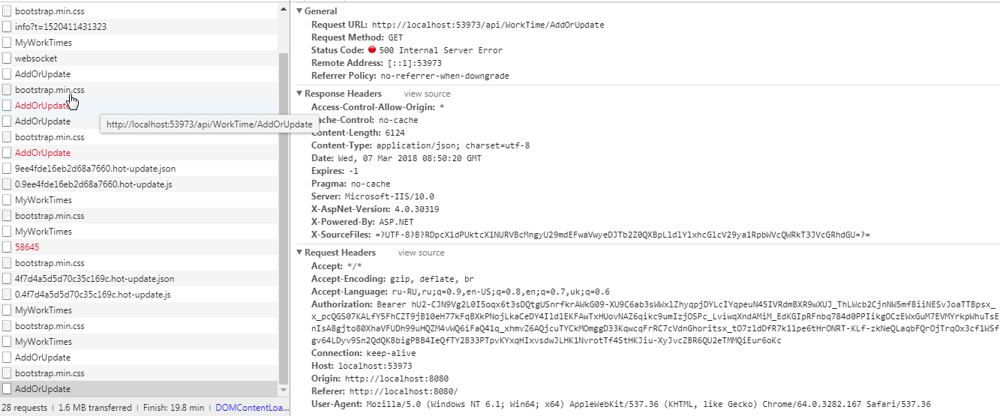 bootstrap.min.css
info?t=1520411431323
MyWorkTimes
websocket
AddOrUpdate
bootstrap.min.css
AddOrUpdate
AddOrUpdate
http://localhost:53973/api/WorkTime/AddOrUpdate
bootstrap.min.css
AddOrUpdate
9ee4fde16eb2d68a7660.hot-update.json
0.9ee4fde16eb2d68a7660.hot-update.js
MyWorkTimes
bootstrap.min.css
MyWorkTimes
58645
bootstrap.min.css
4f7d4a5d5d70c35c169c.hot-update.json
0.4f7d4a5d5d70c35c169c.hot-update.js
MyWorkTimes
bootstrap.min.css
MyWorkTimes
AddOrUpdate
bootstrap.min.css
AddOrUpdate
28 requests | 1.6 MB transferred | Finish: 19.8 min | DOMContentLoa...
General
Request URL: http://localhost:53973/api/WorkTime/AddOrUpdate
Request Method: GET
Status Code: 500 Internal Server Error
Remote Address: [::1]:53973
Referrer Policy: no-referrer-when-downgrade
Response Headers view source
Access-Control-Allow-Origin: *
Cache-Control: no-cache
Content-Length: 6124
Content-Type: application/json; charset=utf-8
Date: Wed, 07 Mar 2018 08:50:20 GMT
Expires: -1
Pragma: no-cache
Server: Microsoft-IIS/10.0
X-AspNet-Version: 4.0.30319
X-Powered-By: ASP.NET
X-SourceFiles: =?UTF-8?B?RDpcX1dPUktcX1NURVBcMngyU29mdEFwaVwyeDJTb2Z0QXBpLldlYlxhcGlcV29ya1RpbWVcQWRkT3JVcGRhdGU=?=
Request Headers view source
Accept: */*
Accept-Encoding: gzip, deflate, br
Accept-Language: ru-RU,ru;q=0.9,en-US;q=0.8,en;q=0.7,uk;q=0.6
Authorization: Bearer
Connection: keep-alive
Host: localhost:53973
Origin: http://localhost:8080
Referer: http://localhost:8080/
User-Agent: Mozilla/5.0 (Windows NT 6.1; Win64; x64) AppleWebKit/537.36 (KHTML, like Gecko) Chrome/64.0.3282.167 Safari/537.36